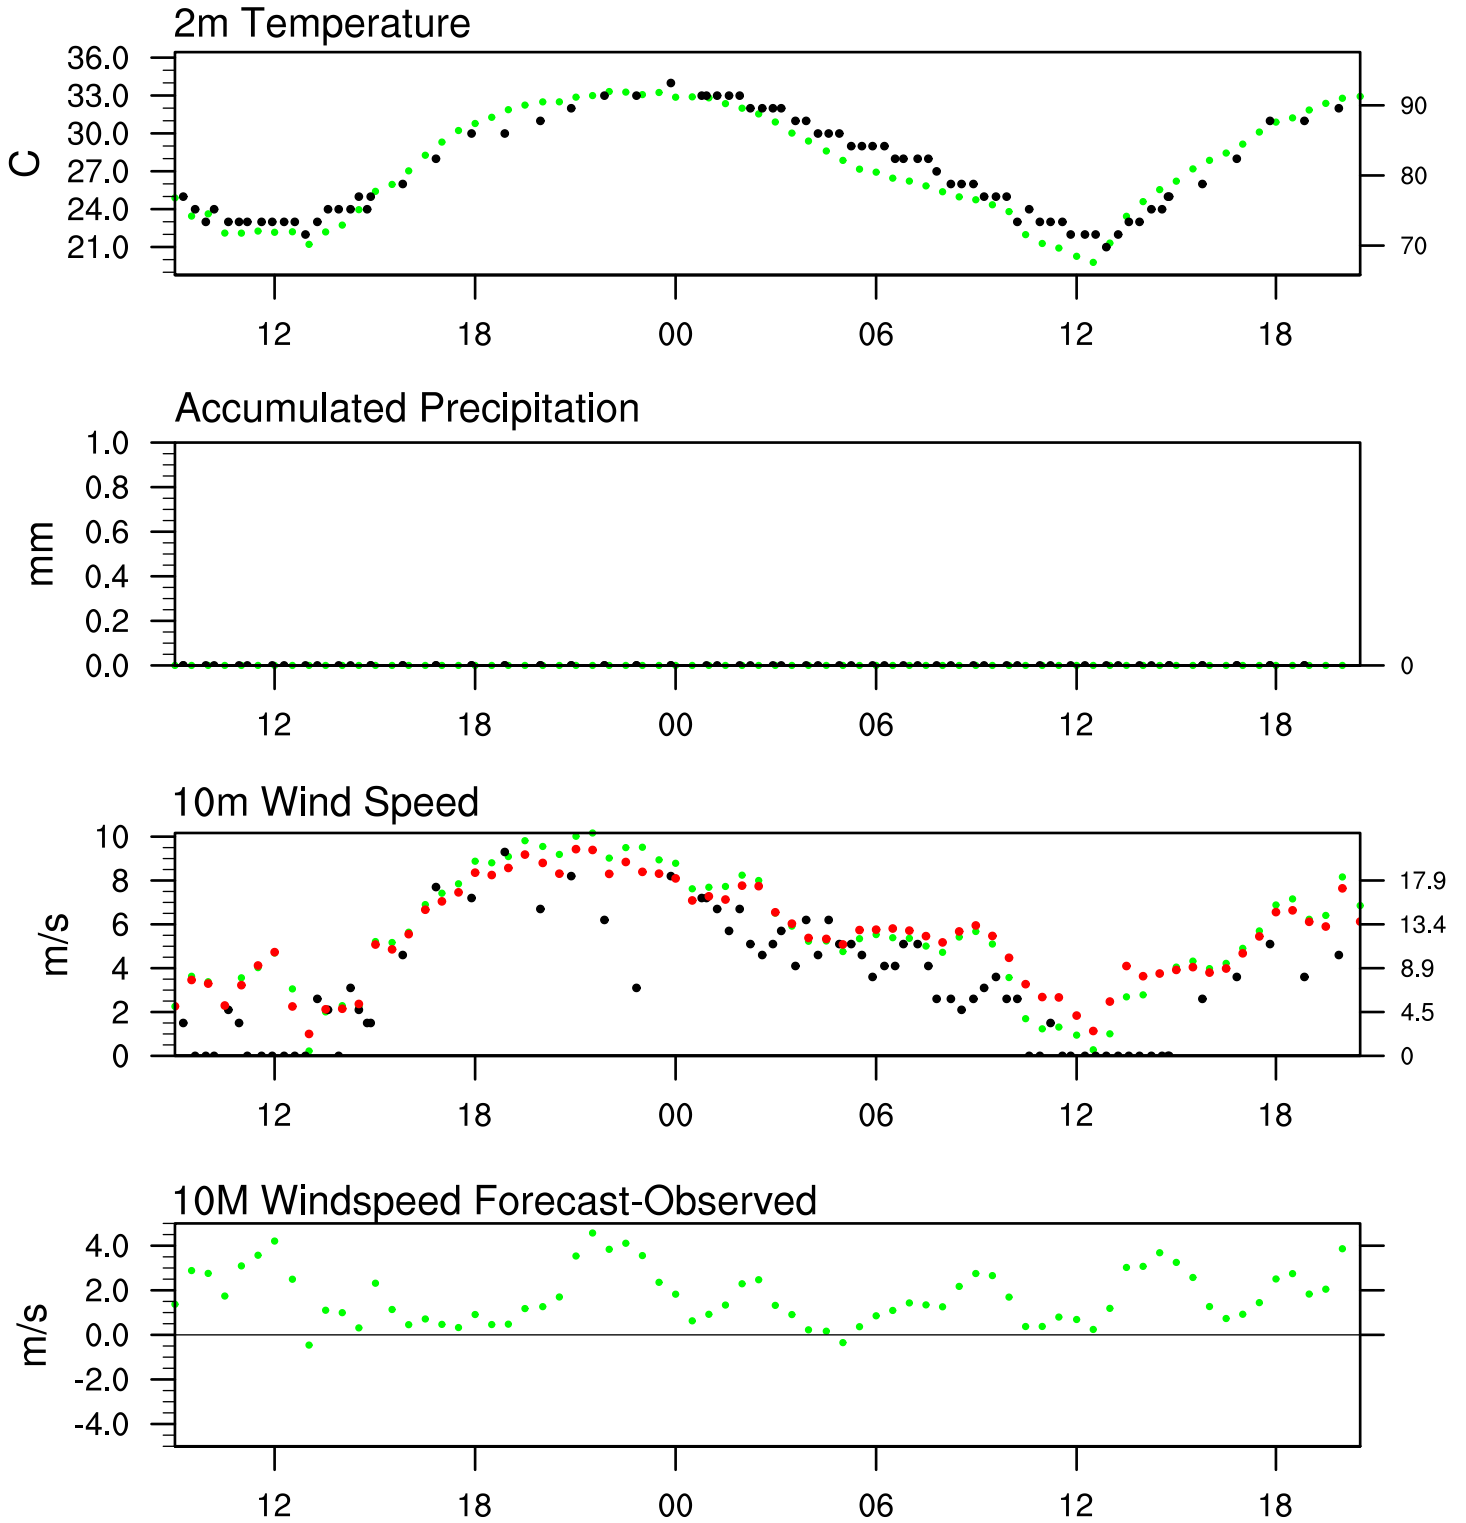 2m Temperature
36.0
33.0
30.0
27.0
24.0
21.0
C
90
80
70
12 18 00 06 12 18
Accumulated Precipitation
1.0
0.8
0.6
0.4
0.2
0.0
mm
0
12 18 00 06 12 18
10m Wind Speed
10
8
6
4
2
0
m/s
17.9
13.4
8.9
4.5
0
12 18 00 06 12 18
10M Windspeed Forecast-Observed
4.0
2.0
0.0
-2.0
-4.0
m/s
12 18 00 06 12 18